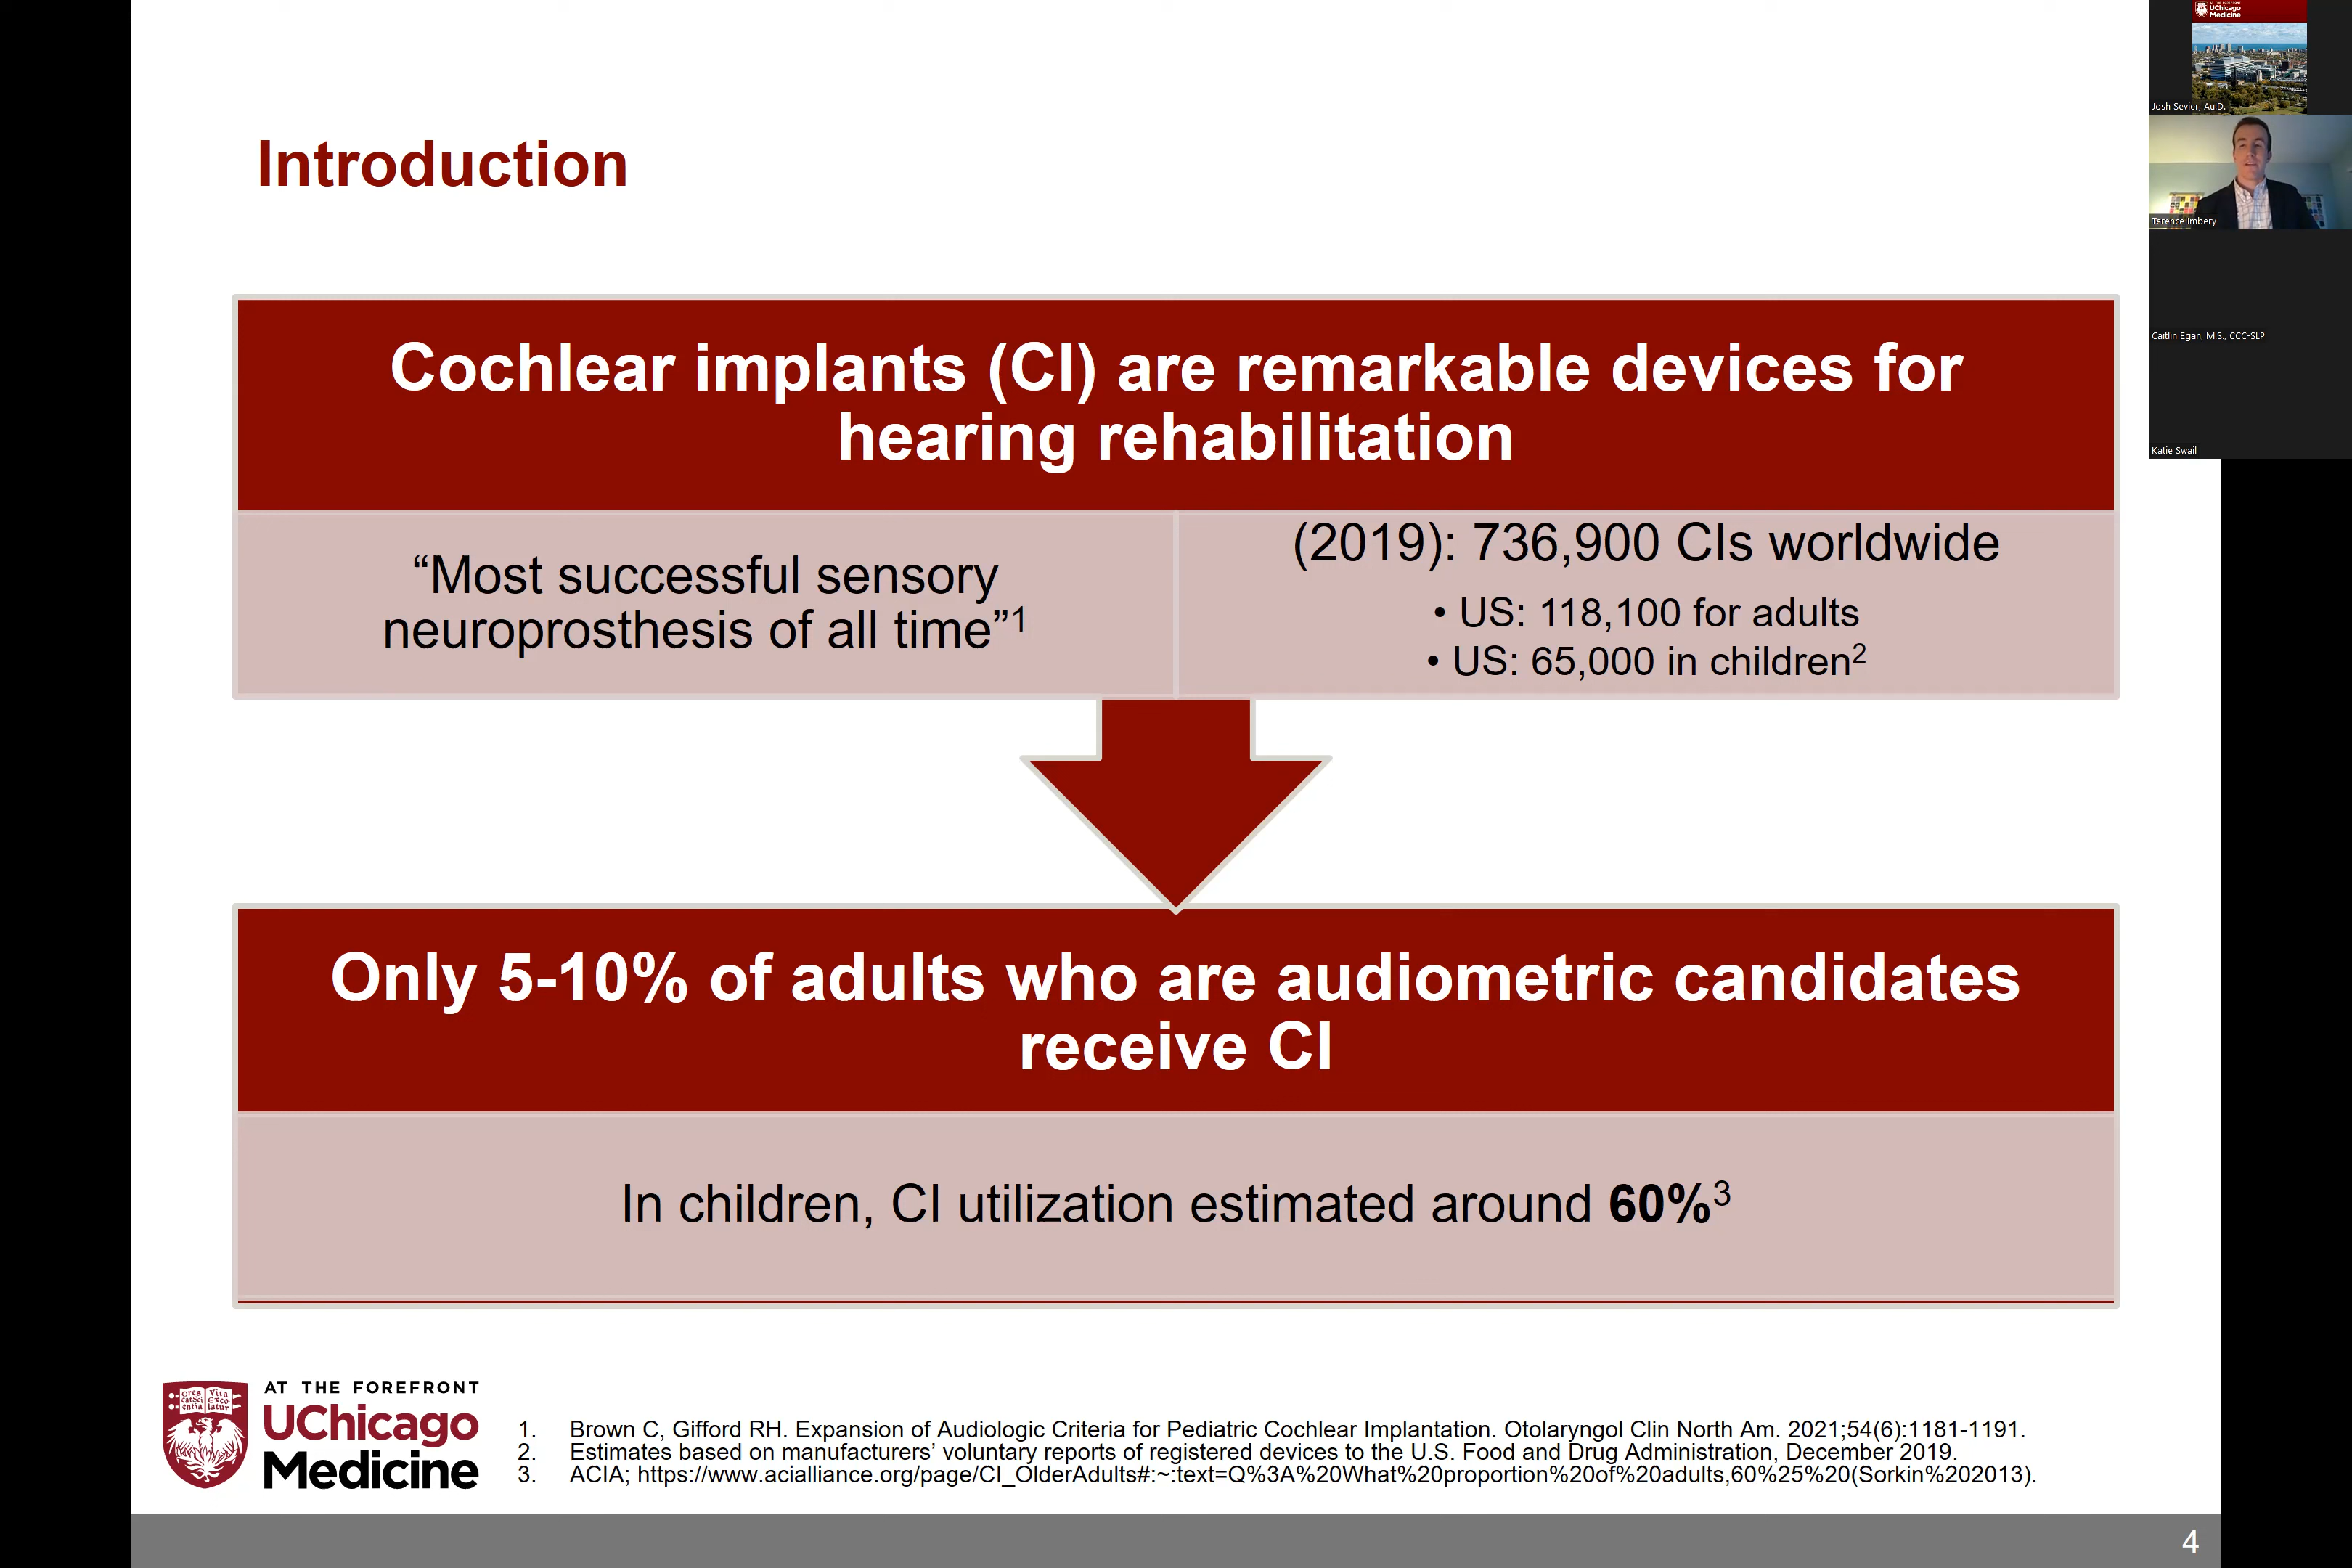 Introduction
Cochlear implants (CI) are remarkable devices for
hearing rehabilitation
“Most successful sensory
neuroprosthesis of all time”1
(2019): 736,900 CIs worldwide
• US: 118,100 for adults
• US: 65,000 in children2
Only 5-10% of adults who are audiometric candidates
receive CI
In children, CI utilization estimated around 60%3
AT THE FOREFRONT
UChicago
Medicine
1. Brown C, Gifford RH. Expansion of Audiologic Criteria for Pediatric Cochlear Implantation. Otolaryngol Clin North Am. 2021;54(6):1181-1191.
2. Estimates based on manufacturers’ voluntary reports of registered devices to the U.S. Food and Drug Administration, December 2019.
3. ACIA; https://www.acialliance.org/page/CI_OlderAdults#:~:text=Q%3A%20What%20proportion%20of%20adults,60%25%20(Sorkin%202013).
4
UChicago
Medicine
Josh Sevier, Au.D.
Terence Imbery
Caitlin Egan, M.S., CCC-SLP
Katie Swail